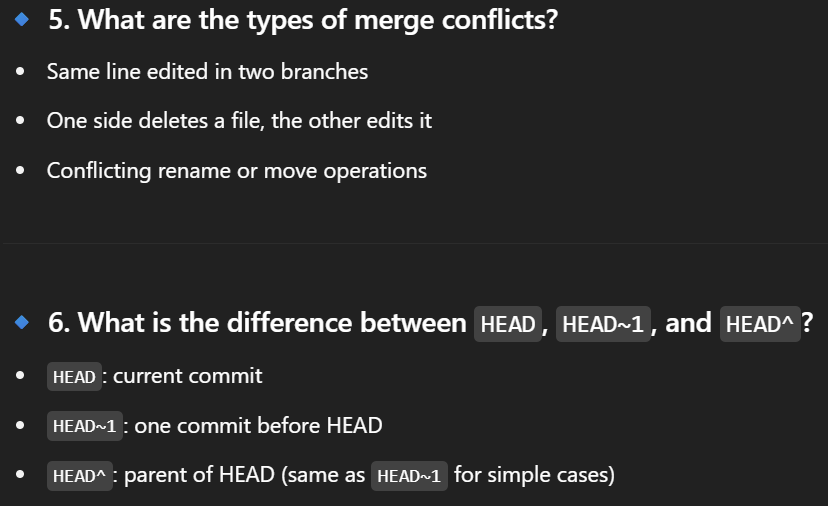 5. What are the types of merge conflicts?
Same line edited in two branches
One side deletes a file, the other edits it
Conflicting rename or move operations
6. What is the difference between HEAD, HEAD~1, and HEAD^?
HEAD: current commit
HEAD~1: one commit before HEAD
HEAD^: parent of HEAD (same as HEAD~1 for simple cases)